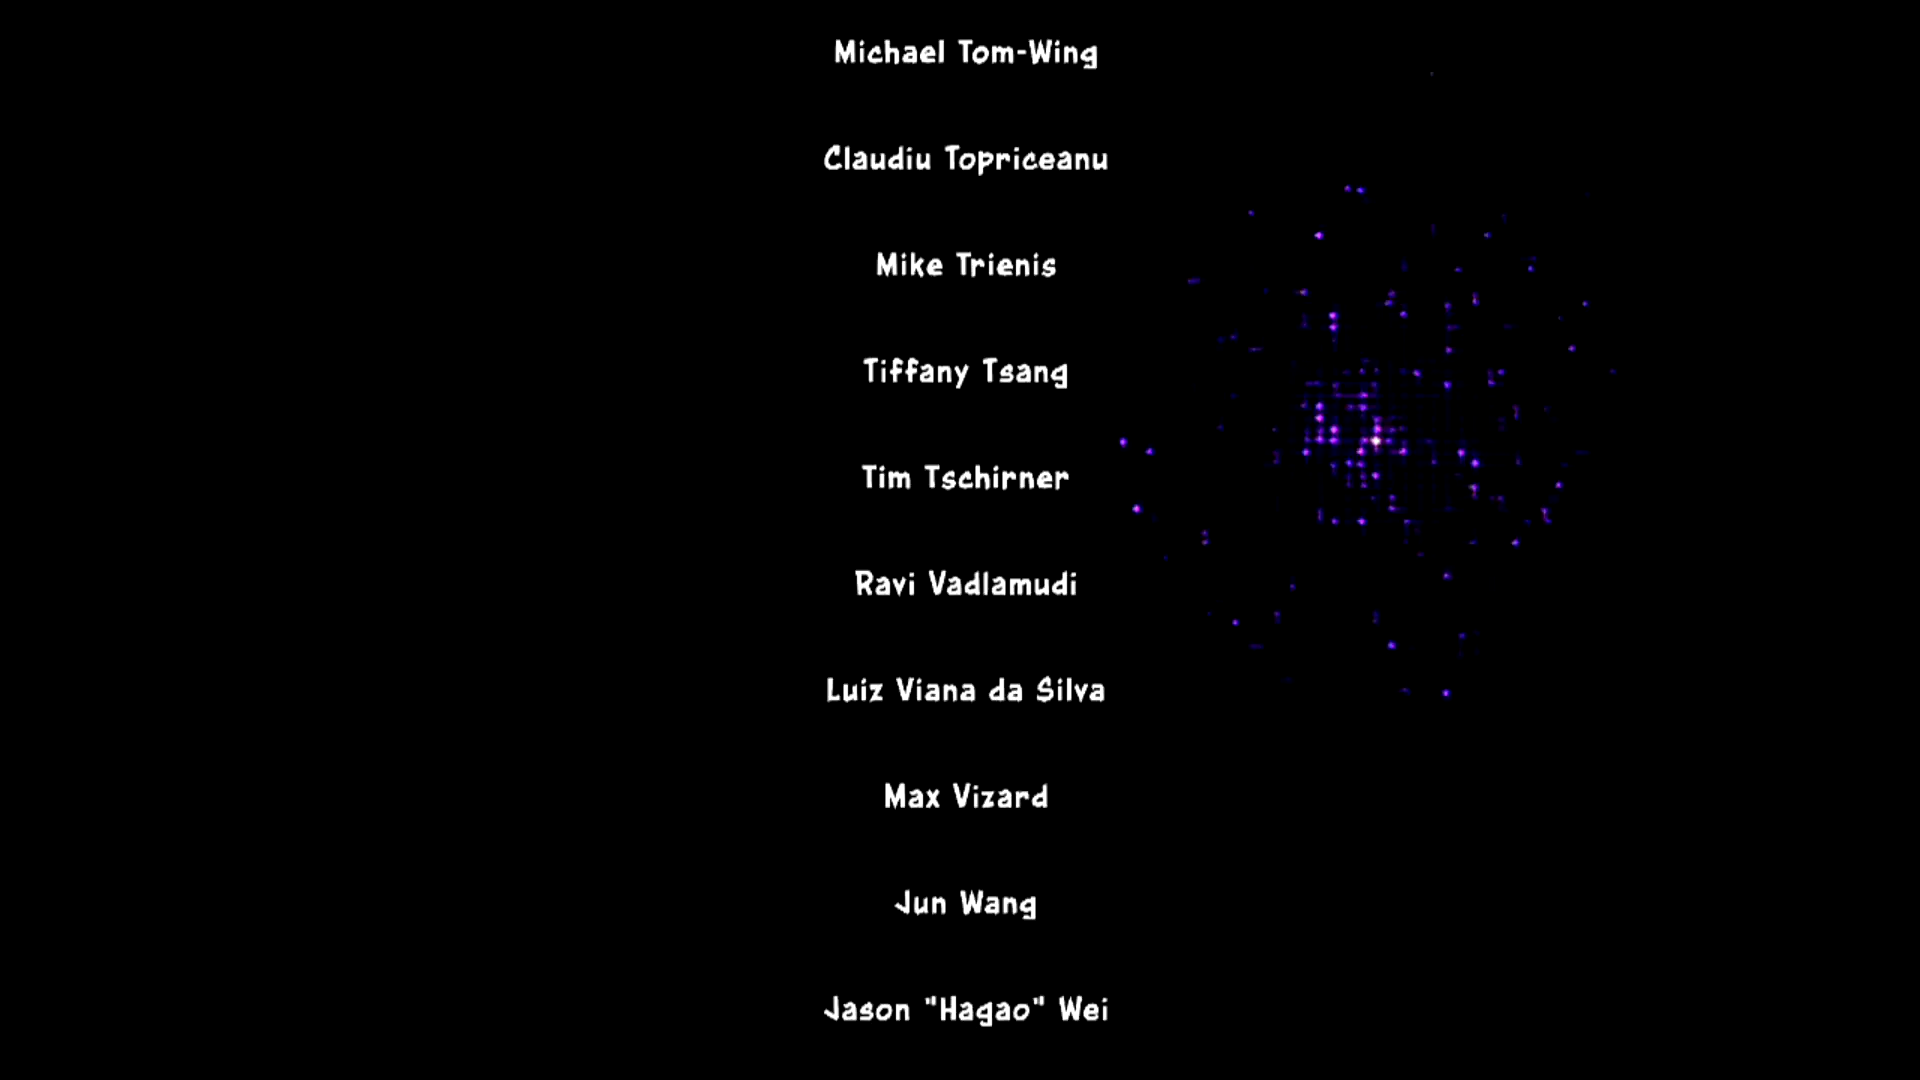 Michael Tom-Wing
Claudiu Topriceanu
Mike Trienis
Tiffany Tsang
Tim Tschirner
Ravi Vadlamudi
Luiz Viana da Silva
Max Vizard
Jun Wang
Jason "Hagao" Wei